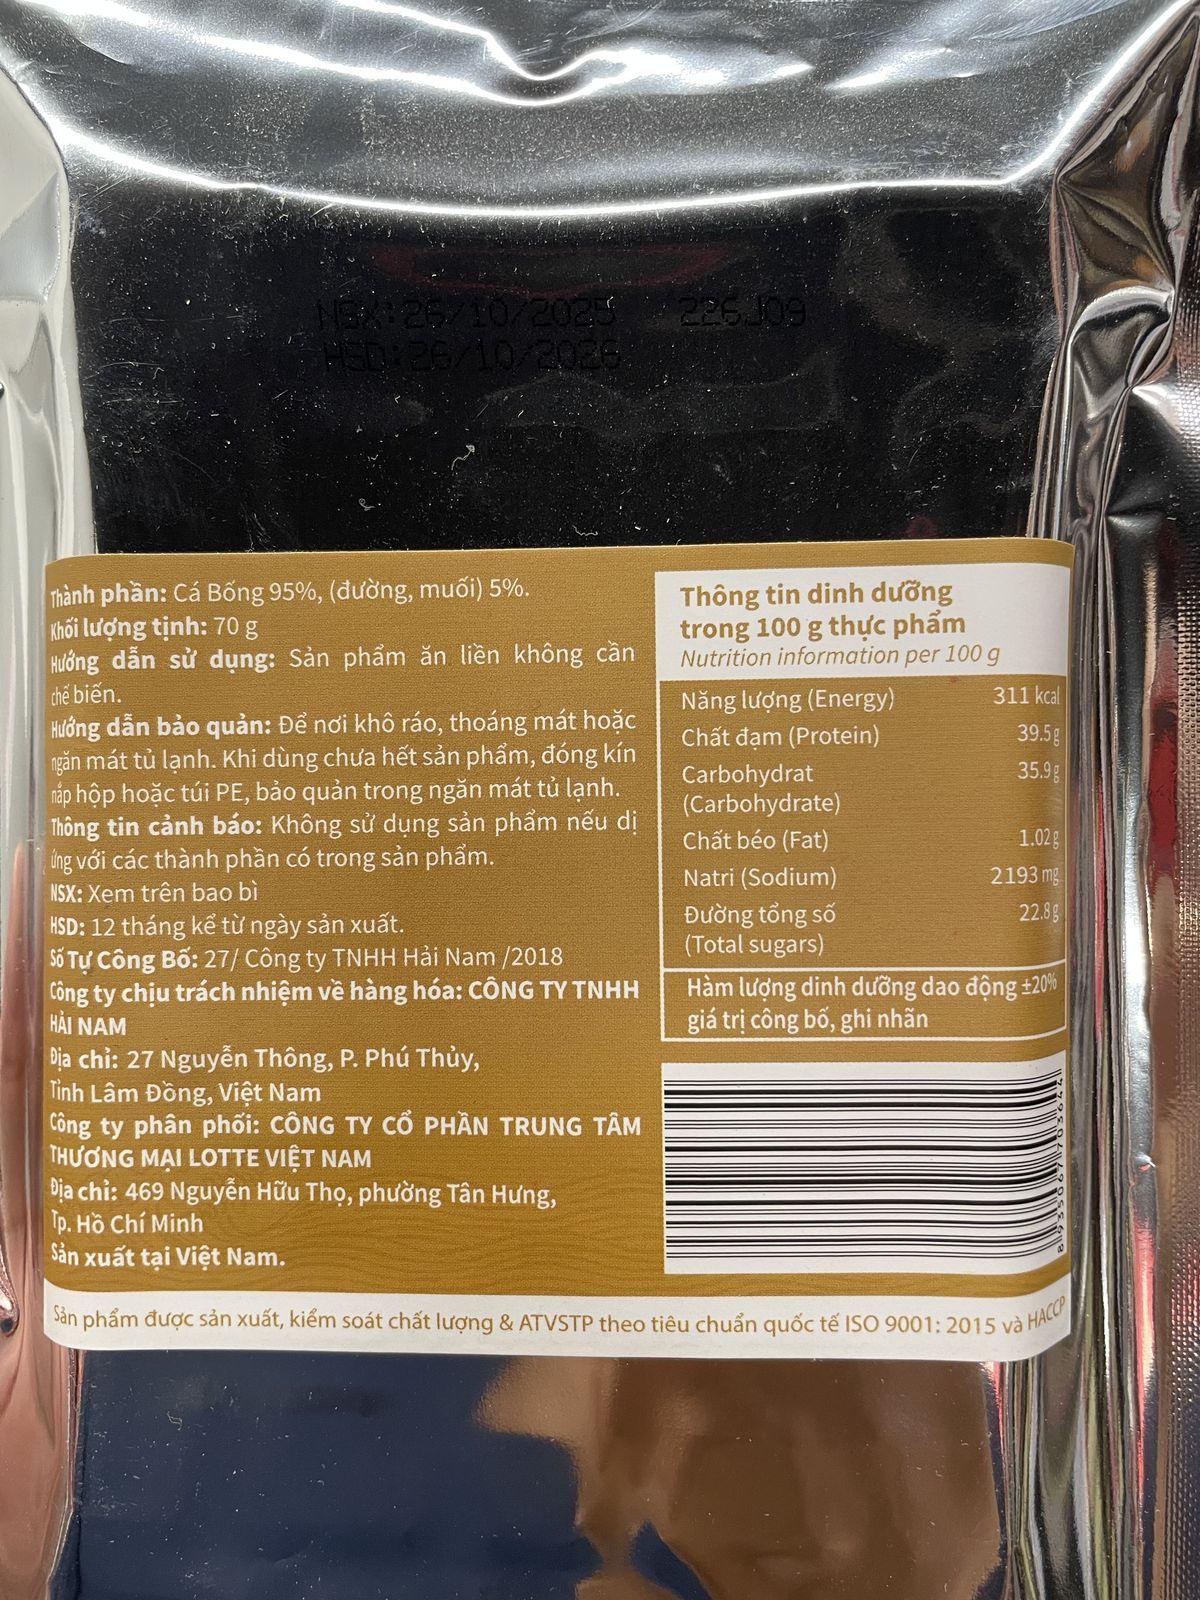 NSX:26/10/2025 226J09
HSD:26/10/2026
Thành phần: Cá Bống 95%, (đường, muối) 5%.
Khối lượng tịnh: 70 g
Hướng dẫn sử dụng: Sản phẩm ăn liền không cần
chế biến.
Hướng dẫn bảo quản: Để nơi khô ráo, thoáng mát hoặc
ngăn mát tủ lạnh. Khi dùng chưa hết sản phẩm, đóng kín
nắp hộp hoặc túi PE, bảo quản trong ngăn mát tủ lạnh.
Thông tin cảnh báo: Không sử dụng sản phẩm nếu dị
ứng với các thành phần có trong sản phẩm.
NSX: Xem trên bao bì
HSD: 12 tháng kể từ ngày sản xuất.
Số Tự Công Bố: 27/ Công ty TNHH Hải Nam /2018
Công ty chịu trách nhiệm về hàng hóa: CÔNG TY TNHH
HẢI NAM
Địa chỉ: 27 Nguyễn Thông, P. Phú Thủy,
Tỉnh Lâm Đồng, Việt Nam
Công ty phân phối: CÔNG TY CỔ PHẦN TRUNG TÂM
THƯƠNG MẠI LOTTE VIỆT NAM
Địa chỉ: 469 Nguyễn Hữu Thọ, phường Tân Hưng,
Tp. Hồ Chí Minh
Sản xuất tại Việt Nam.
Thông tin dinh dưỡng
trong 100 g thực phẩm
Nutrition information per 100 g
Năng lượng (Energy) 311 kcal
Chất đạm (Protein) 39.5 g
Carbohydrat 35.9 g
(Carbohydrate)
Chất béo (Fat) 1.02 g
Natri (Sodium) 2193 mg
Đường tổng số 22.8 g
(Total sugars)
Hàm lượng dinh dưỡng dao động ±20%
giá trị công bố, ghi nhãn
8 935067 703644
Sản phẩm được sản xuất, kiểm soát chất lượng & ATVSTP theo tiêu chuẩn quốc tế ISO 9001: 2015 và HACCP